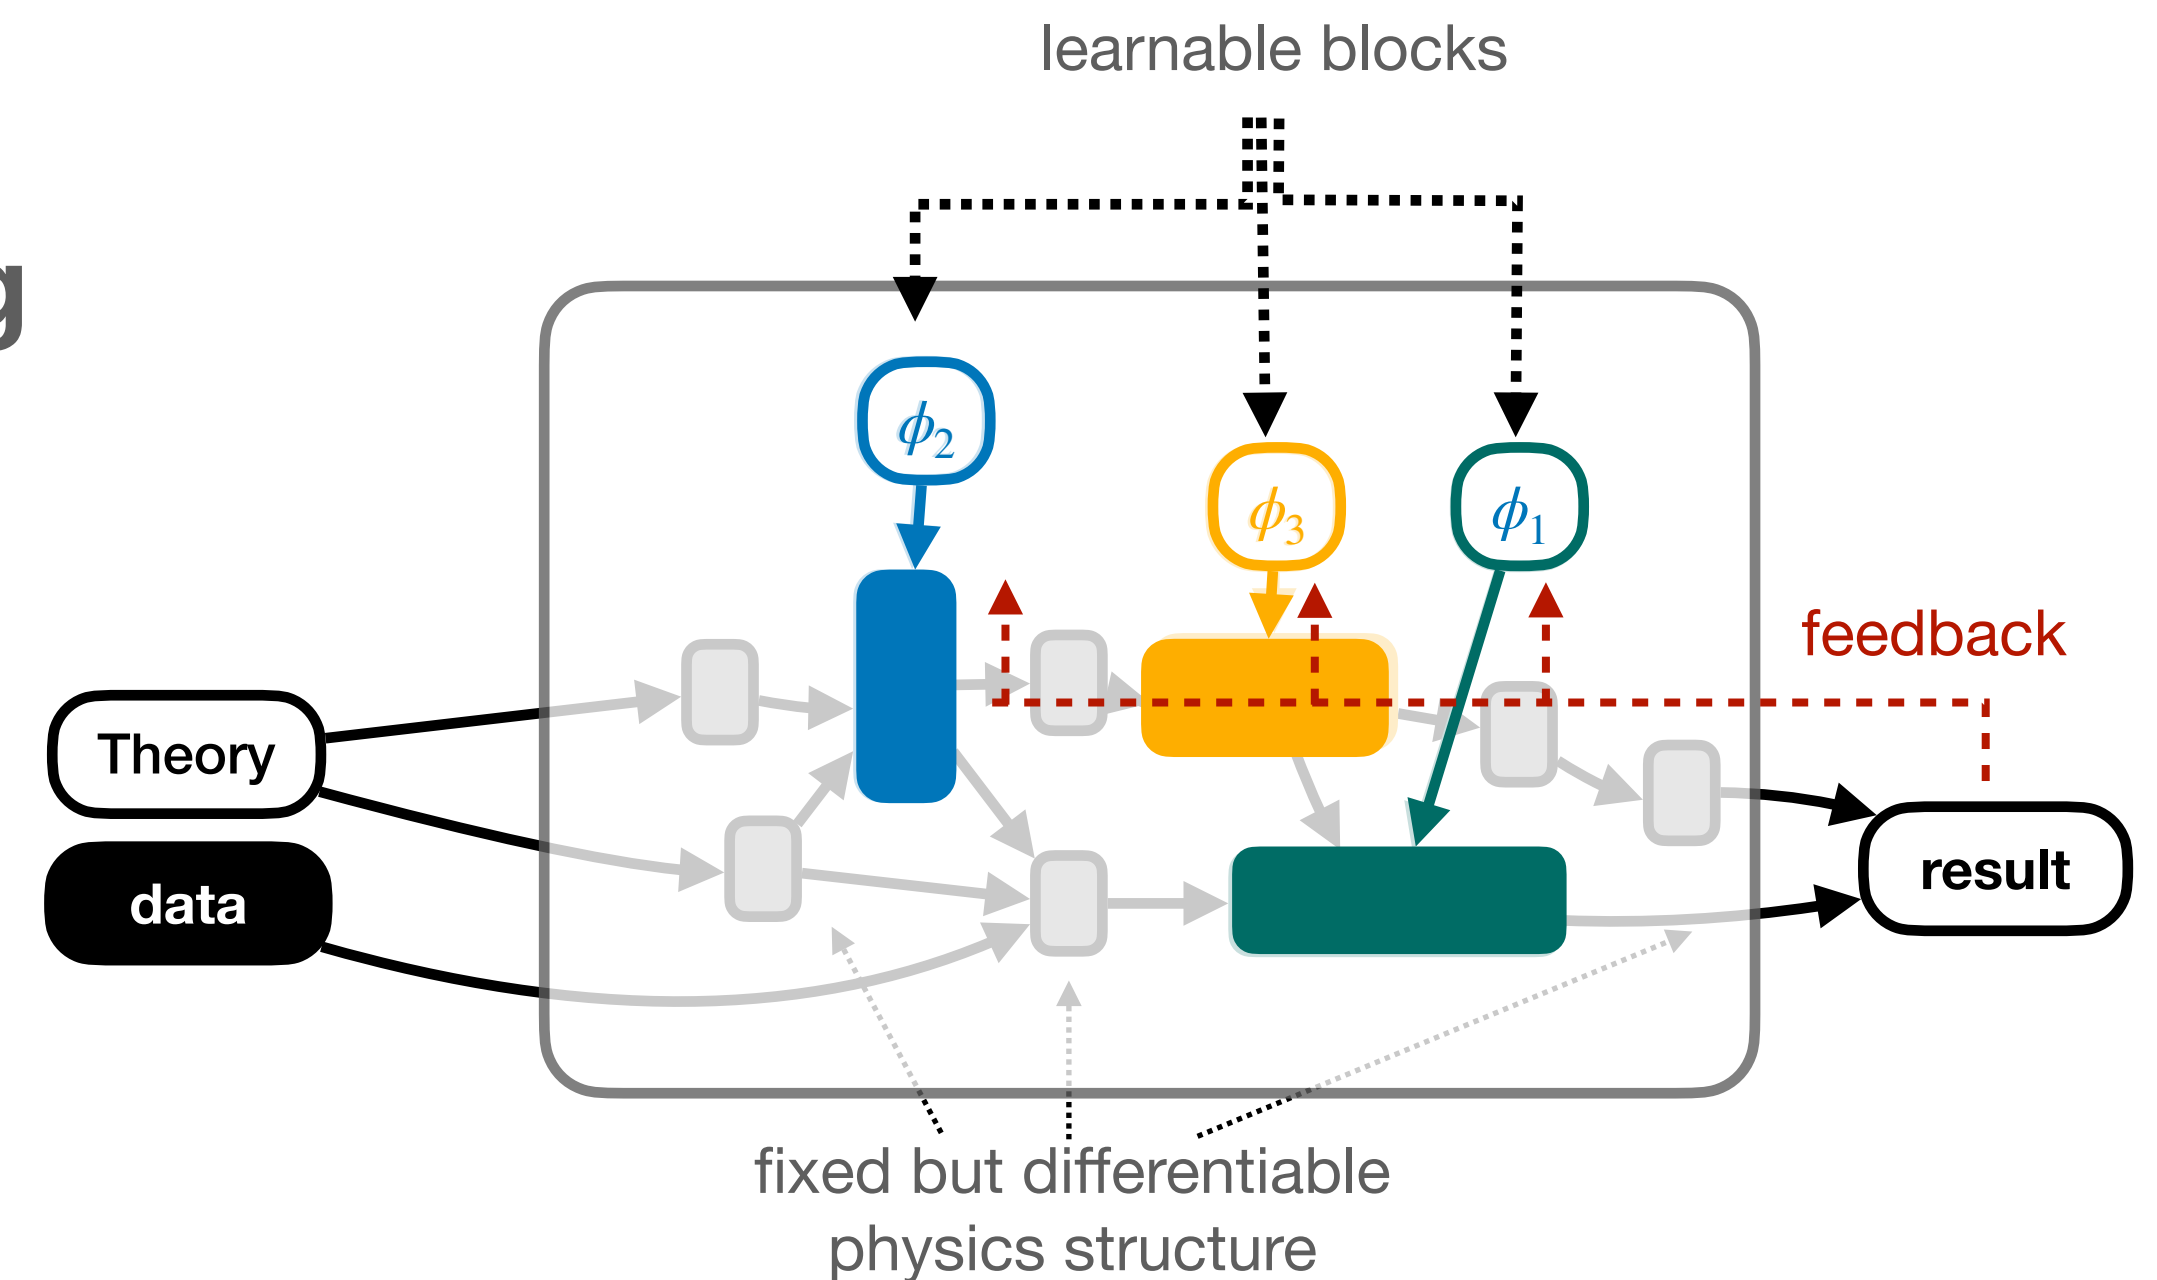 learnable blocks
g
ϕ2
ϕ3
ϕ1
feedback
Theory
data
result
fixed but differentiable
physics structure